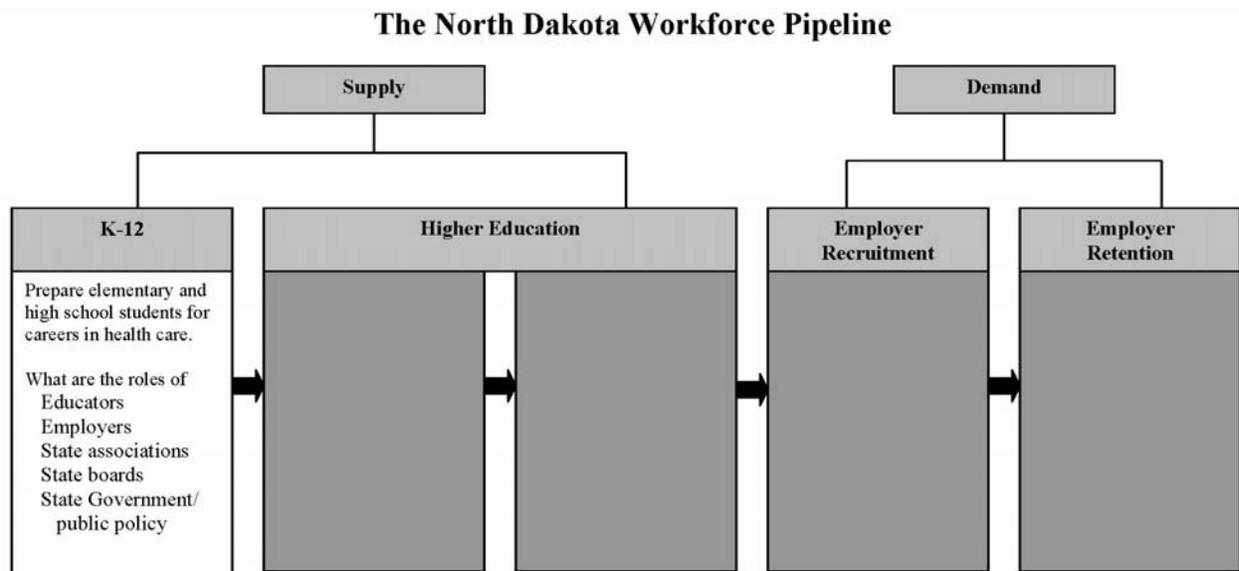 The North Dakota Workforce Pipeline
Supply
Demand
K-12
Higher Education
Employer
Recruitment
Employer
Retention
Prepare elementary and
high school students for
careers in health care.
What are the roles of
Educators
Employers
State associations
State boards
State Government/
public policy